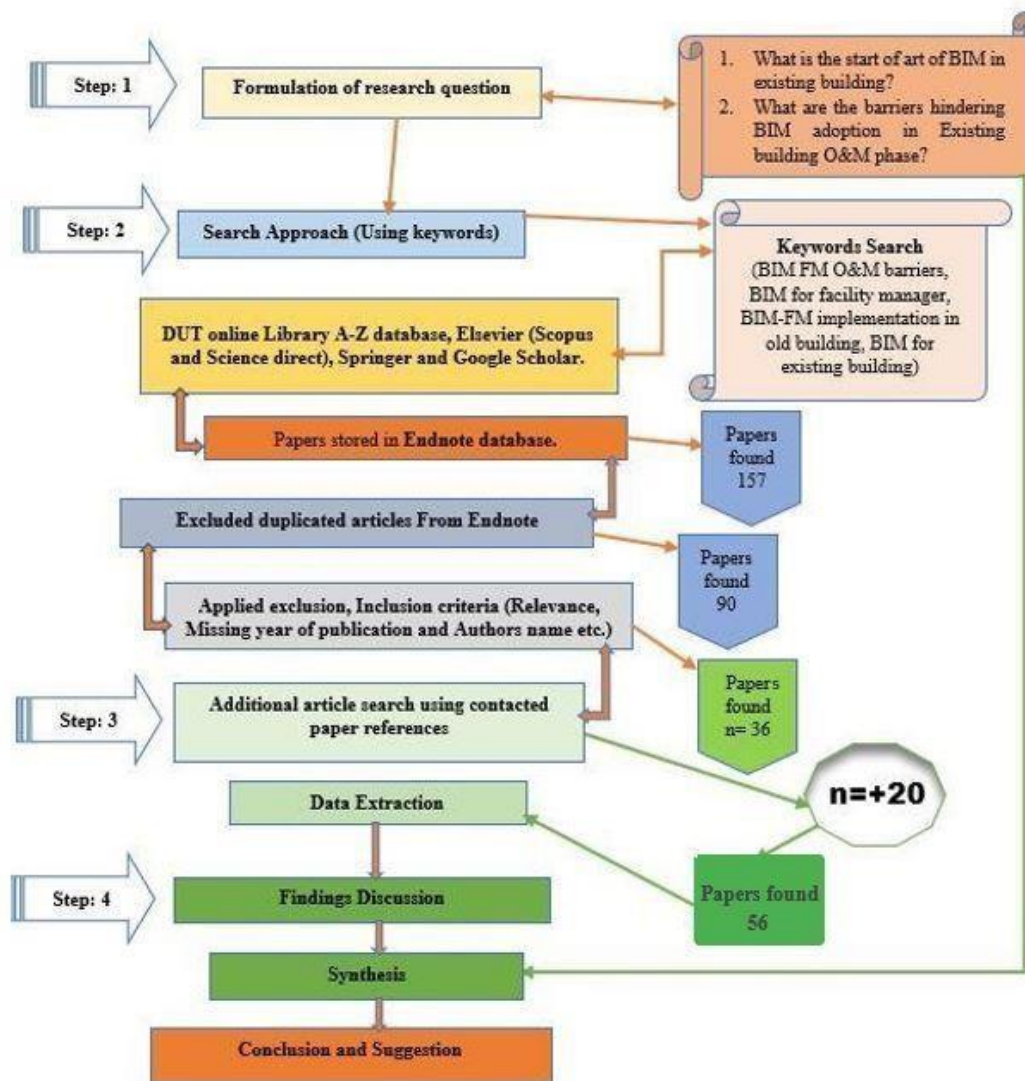 Step: 1
Formulation of research question
1. What is the start of art of BIM in
existing building?
2. What are the barriers hindering
BIM adoption in Existing
building O&M phase?
Step: 2
Search Approach (Using keywords)
Keywords Search
(BIM FM O&M barriers,
BIM for facility manager,
BIM-FM implementation in
old building, BIM for
existing building)
DUT online Library A-Z database, Elsevier (Scopus
and Science direct), Springer and Google Scholar.
Papers stored in Endnote database.
Papers
found
157
Excluded duplicated articles From Endnote
Papers
found
90
Applied exclusion, Inclusion criteria (Relevance,
Missing year of publication and Authors name etc.)
Papers
found
n= 36
Step: 3
Additional article search using contacted
paper references
n=+20
Data Extraction
Papers found
56
Step: 4
Findings Discussion
Synthesis
Conclusion and Suggestion